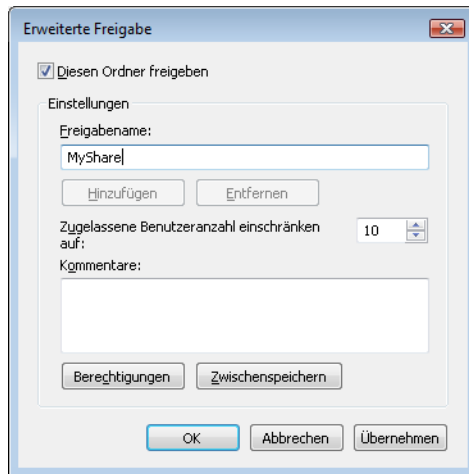 Erweiterte Freigabe
Diesen Ordner freigeben
Einstellungen
Freigabename:
MyShare
Hinzufügen Entfernen
Zugelassene Benutzeranzahl einschränken
auf: 10
Kommentare:
Berechtigungen Zwischenspeichern
OK Abbrechen Übernehmen